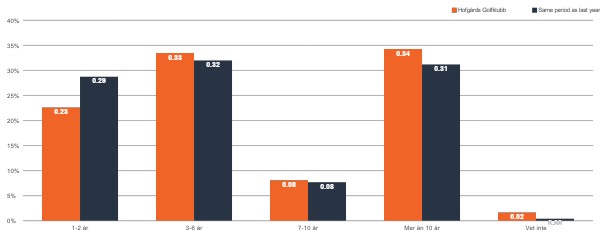 Hofgårds Golfklubb
Same period as last year
40%
35%
30%
25%
20%
15%
10%
5%
0%
0.23
0.29
0.33
0.32
0.08
0.08
0.34
0.31
0.02
1-2 år
3-6 år
7-10 år
Mer än 10 år
Vet inte